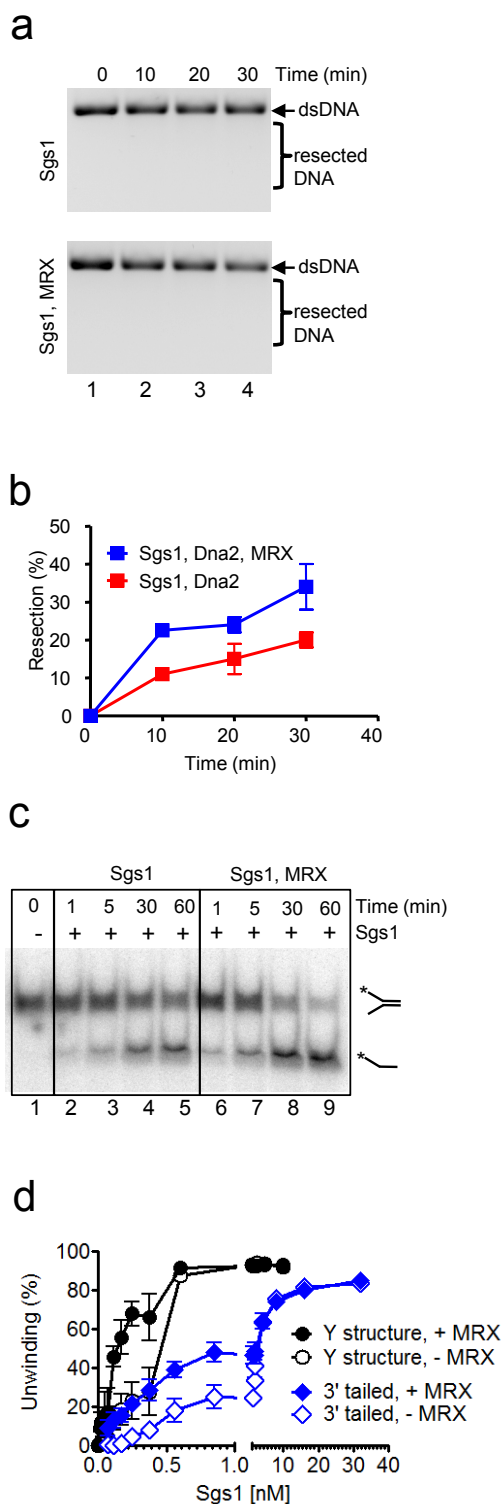 a
0 10 20 30 Time (min)
Sgs1
dsDNA
resected
DNA
Sgs1, MRX
dsDNA
resected
DNA
1 2 3 4
b
50
40
30
20
10
0
Resection (%)
Sgs1, Dna2, MRX
Sgs1, Dna2
0 10 20 30 40
Time (min)
c
Sgs1 Sgs1, MRX
0 1 5 30 60 1 5 30 60 Time (min)
- + + + + + + + + Sgs1
*
*
1 2 3 4 5 6 7 8 9
d
100
80
60
40
20
0
Unwinding (%)
Y structure, + MRX
Y structure, - MRX
3' tailed, + MRX
3' tailed, - MRX
0.0 0.5 1.0 10 20 30 40
Sgs1 [nM]